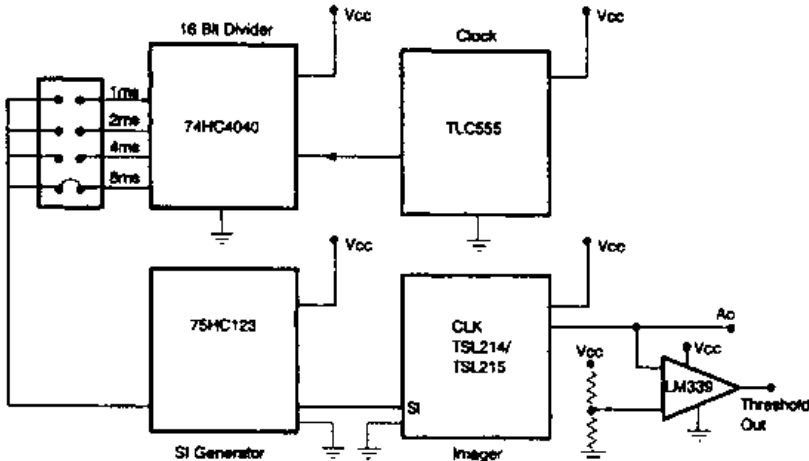 16 Bit Divider
Vcc
Clock
Vcc
1ms
2ms
4ms
8ms
74HC4040
TLC555
Vcc
Vcc
75HC123
CLK
TSL214/
TSL215
SI
Ao
Vcc
Vcc
LM339
Threshold
Out
SI Generator
Imager